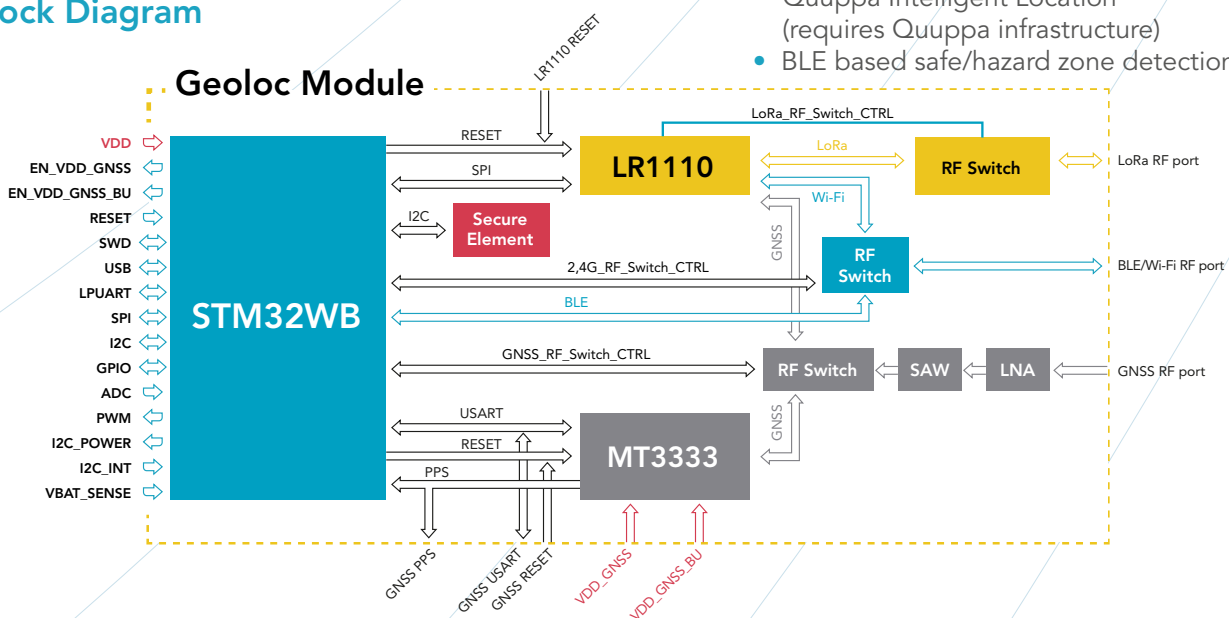 ock Diagram
Quuppa Intelligent Location
(requires Quuppa infrastructure)
• BLE based safe/hazard zone detection
LR1110 RESET
Geoloc Module
VDD
EN_VDD_GNSS
EN_VDD_GNSS_BU
RESET
SWD
USB
LPUART
SPI
I2C
GPIO
ADC
PWM
I2C_POWER
I2C_INT
VBAT_SENSE
STM32WB
RESET
SPI
I2C
Secure
Element
LR1110
LoRa_RF_Switch_CTRL
LoRa
RF Switch
LoRa RF port
Wi-Fi
GNSS
RF
Switch
BLE/Wi-Fi RF port
2,4G_RF_Switch_CTRL
BLE
GNSS_RF_Switch_CTRL
RF Switch
SAW
LNA
GNSS RF port
USART
RESET
PPS
MT3333
GNSS
GNSS PPS
GNSS USART
GNSS RESET
VDD_GNSS
VDD_GNSS_BU